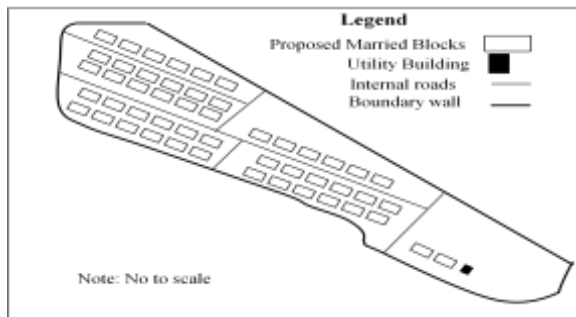 Legend
Proposed Married Blocks
Utility Building
Internal roads
Boundary wall
Note: No to scale